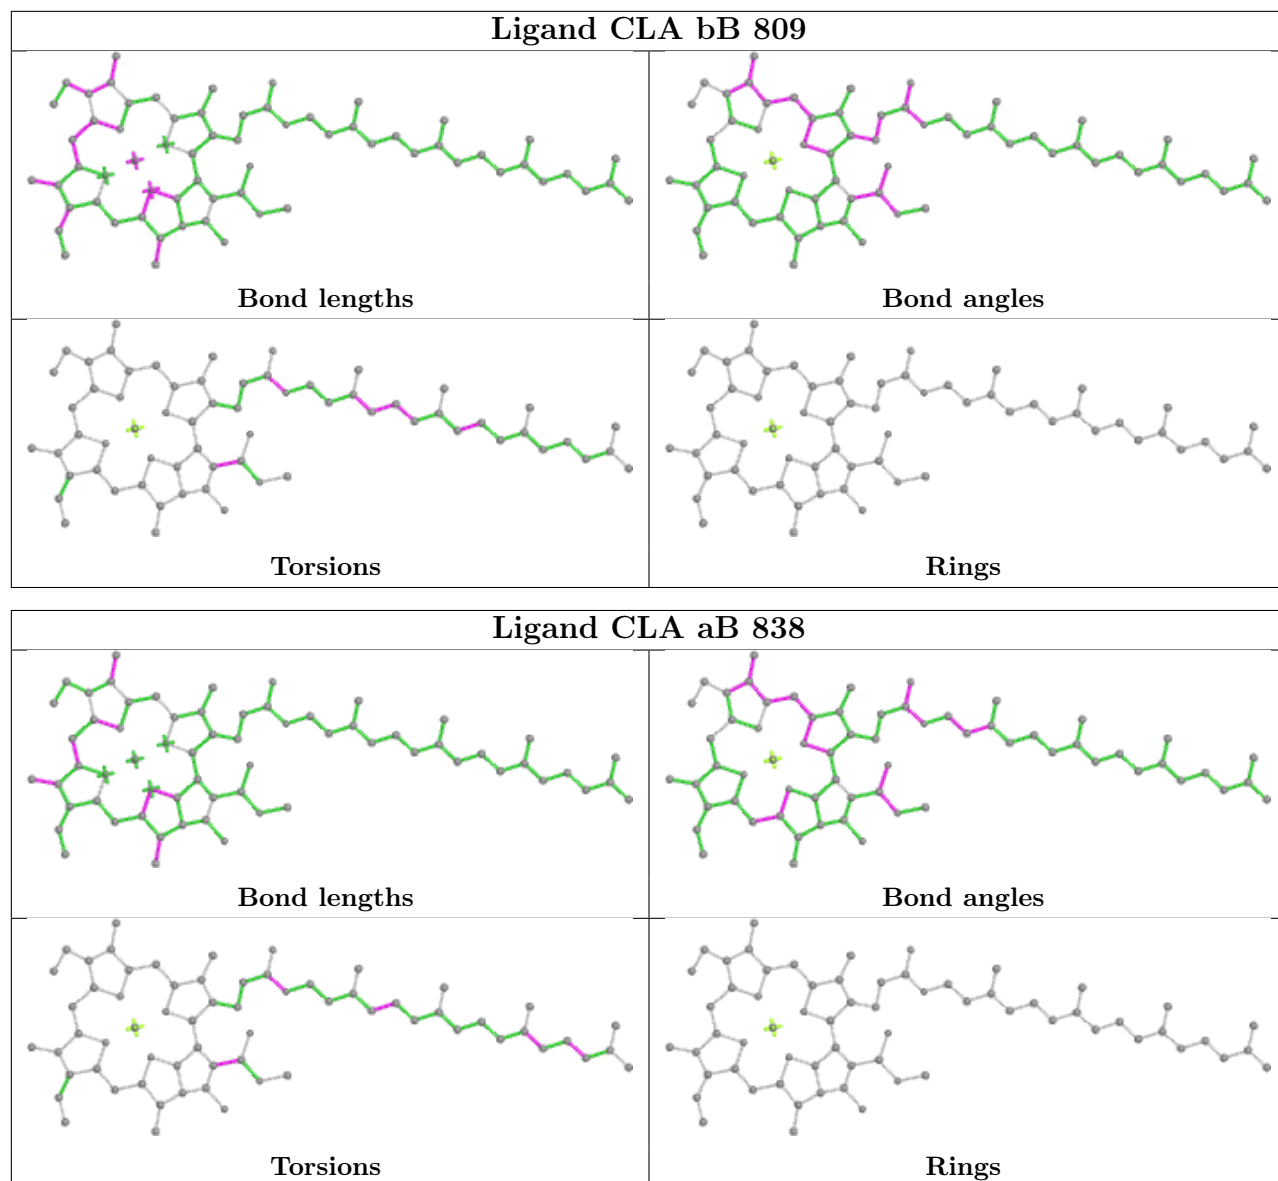 Ligand CLA bB 809
Bond lengths
Bond angles
Torsions
Rings
Ligand CLA aB 838
Bond lengths
Bond angles
Torsions
Rings